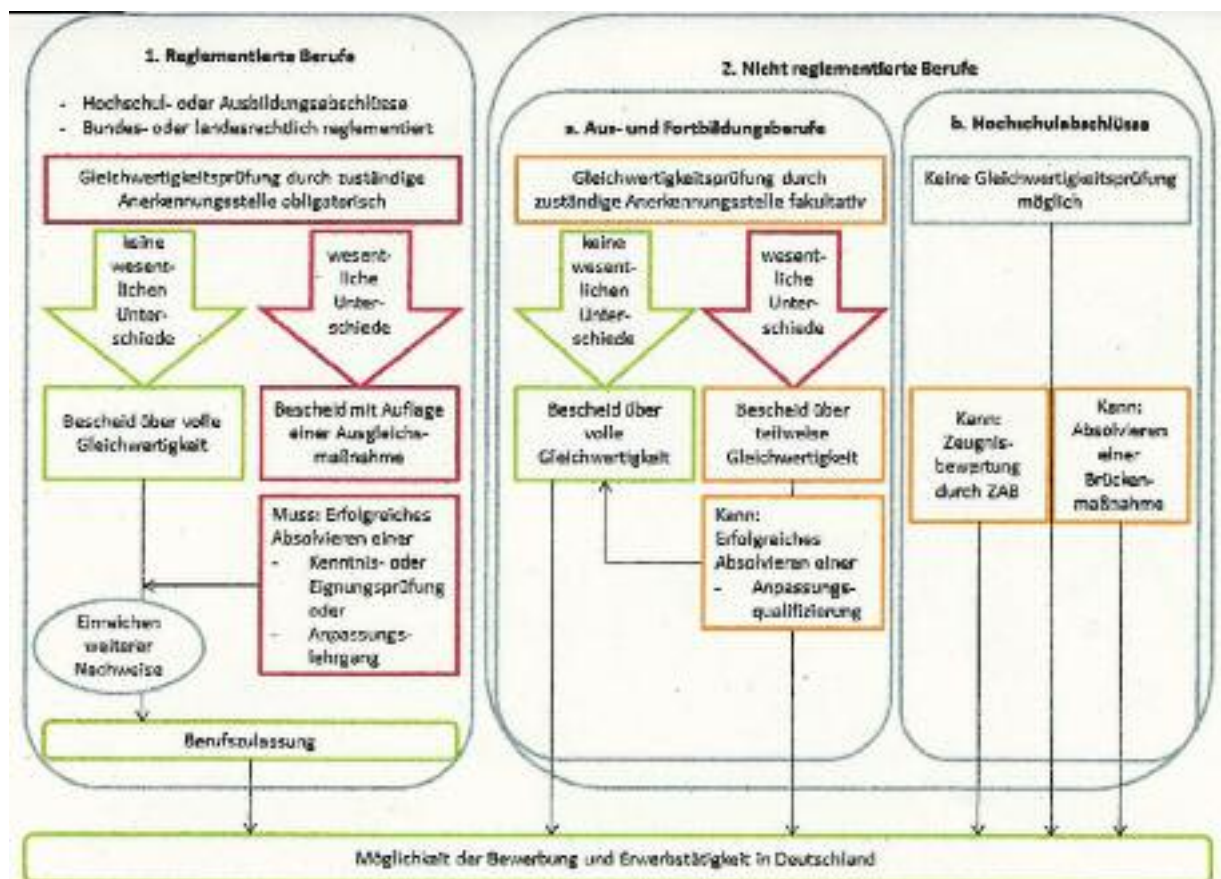 1. Reglementierte Berufe
- Hochschul- oder Ausbildungsabschlüsse
- Bundes- oder landesrechtlich reglementiert
Gleichwertigkeitsprüfung durch zuständige
Anerkennungsstelle obligatorisch
keine
wesent-
lichen
Unter-
schiede
wesent-
liche
Unter-
schiede
Bescheid über volle
Gleichwertigkeit
Bescheid mit Auflage
einer Ausgleichs-
maßnahme
Muss: Erfolgreiches
Absolvieren einer
- Kenntnis- oder
Eignungsprüfung
oder
- Anpassungs-
lehrgang
Einreichen
weiterer
Nachweise
Berufszulassung
2. Nicht reglementierte Berufe
a. Aus- und Fortbildungsberufe
Gleichwertigkeitsprüfung durch
zuständige Anerkennungsstelle fakultativ
keine
wesent-
lichen
Unter-
schiede
wesent-
liche
Unter-
schiede
Bescheid über
volle
Gleichwertigkeit
Bescheid über
teilweise
Gleichwertigkeit
Kann:
Erfolgreiches
Absolvieren einer
- Anpassungs-
qualifizierung
b. Hochschulabschlüsse
Keine Gleichwertigkeitsprüfung
möglich
Kann:
Zeugnis-
bewertung
durch ZAB
Kann:
Absolvieren
einer
Brücken-
maßnahme
Möglichkeit der Bewerbung und Erwerbstätigkeit in Deutschland